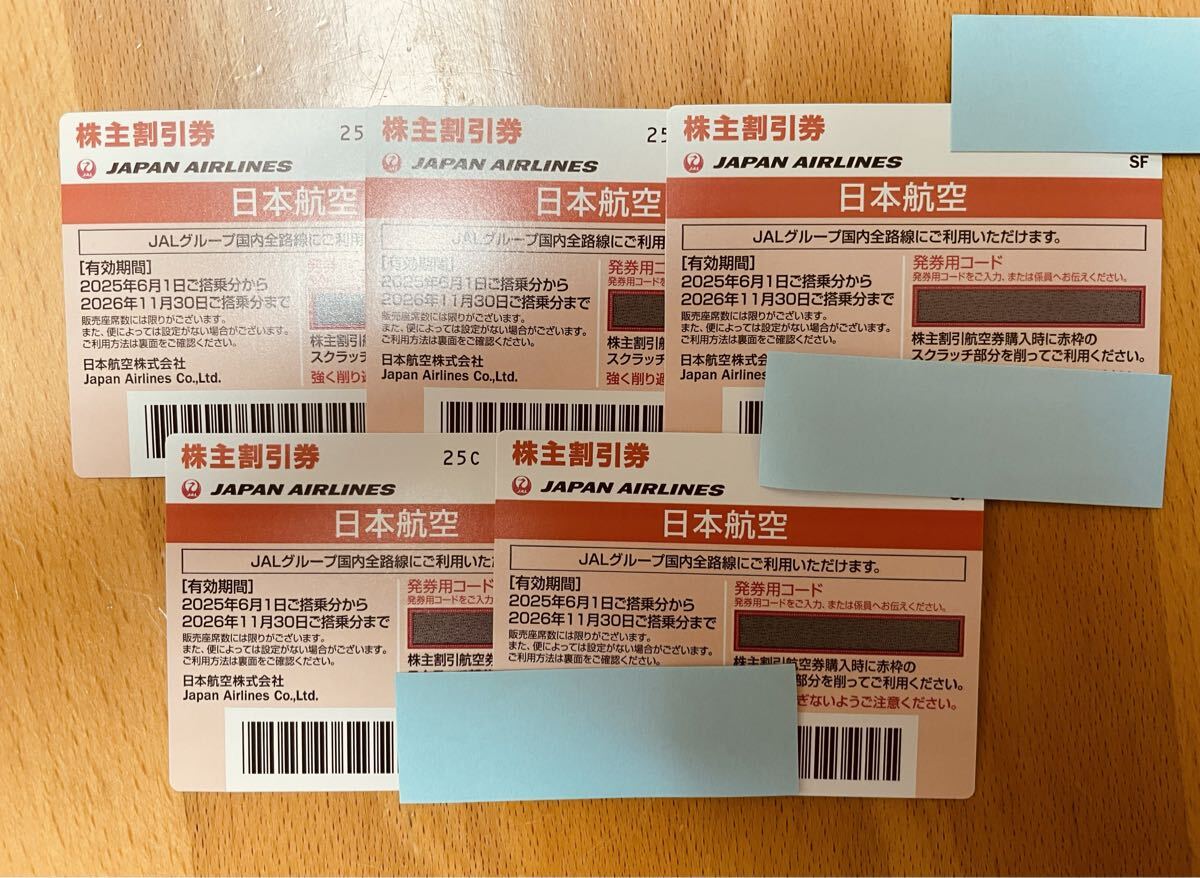 株主割引券 25
JAPAN AIRLINES
日本航空
JALグループ国内全路線にご利用
[有効期間]
2025年6月1日ご搭乗分から
2026年11月30日ご搭乗分まで
販売座席数には限りがございます。
また、便によっては設定がない場合がございます。
ご利用方法は裏面をご確認ください。
日本航空株式会社
Japan Airlines Co.,Ltd.
発券
株主割引
スクラッチ
強く削り過
株主割引券 25
JAPAN AIRLINES
日本航空
JALグループ国内全路線にご利用
[有効期間]
2025年6月1日ご搭乗分から
2026年11月30日ご搭乗分まで
販売座席数には限りがございます。
また、便によっては設定がない場合がございます。
ご利用方法は裏面をご確認ください。
日本航空株式会社
Japan Airlines Co.,Ltd.
発券用コ
発券用コードを
株主割引
スクラッチ
強く削り
株主割引券
JAPAN AIRLINES SF
日本航空
JALグループ国内全路線にご利用いただけます。
[有効期間]
2025年6月1日ご搭乗分から
2026年11月30日ご搭乗分まで
販売座席数には限りがございます。
また、便によっては設定がない場合がございます。
ご利用方法は裏面をご確認ください。
日本航空株式
Japan Airlines
発券用コード
発券用コードをご入力、または係員へお伝えください。
株主割引航空券購入時に赤枠の
スクラッチ部分を削ってご利用ください。
株主割引券 25C
JAPAN AIRLINES
日本航空
JALグループ国内全路線にご利用いた
[有効期間]
2025年6月1日ご搭乗分から
2026年11月30日ご搭乗分まで
販売座席数には限りがございます。
また、便によっては設定がない場合がございます。
ご利用方法は裏面をご確認ください。
日本航空株式会社
Japan Airlines Co.,Ltd.
発券用コード
発券用コードをご入力
株主割引航空券
株主割引券
JAPAN AIRLINES
日本航空
JALグループ国内全路線にご利用いただけます。
[有効期間]
2025年6月1日ご搭乗分から
2026年11月30日ご搭乗分まで
販売座席数には限りがございます。
また、便によっては設定がない場合がございます。
ご利用方法は裏面をご確認ください。
発券用コード
発券用コードをご入力、または係員へお伝えください。
株主割引航空券購入時に赤枠の
部分を削ってご利用ください。
ぎないようご注意ください。